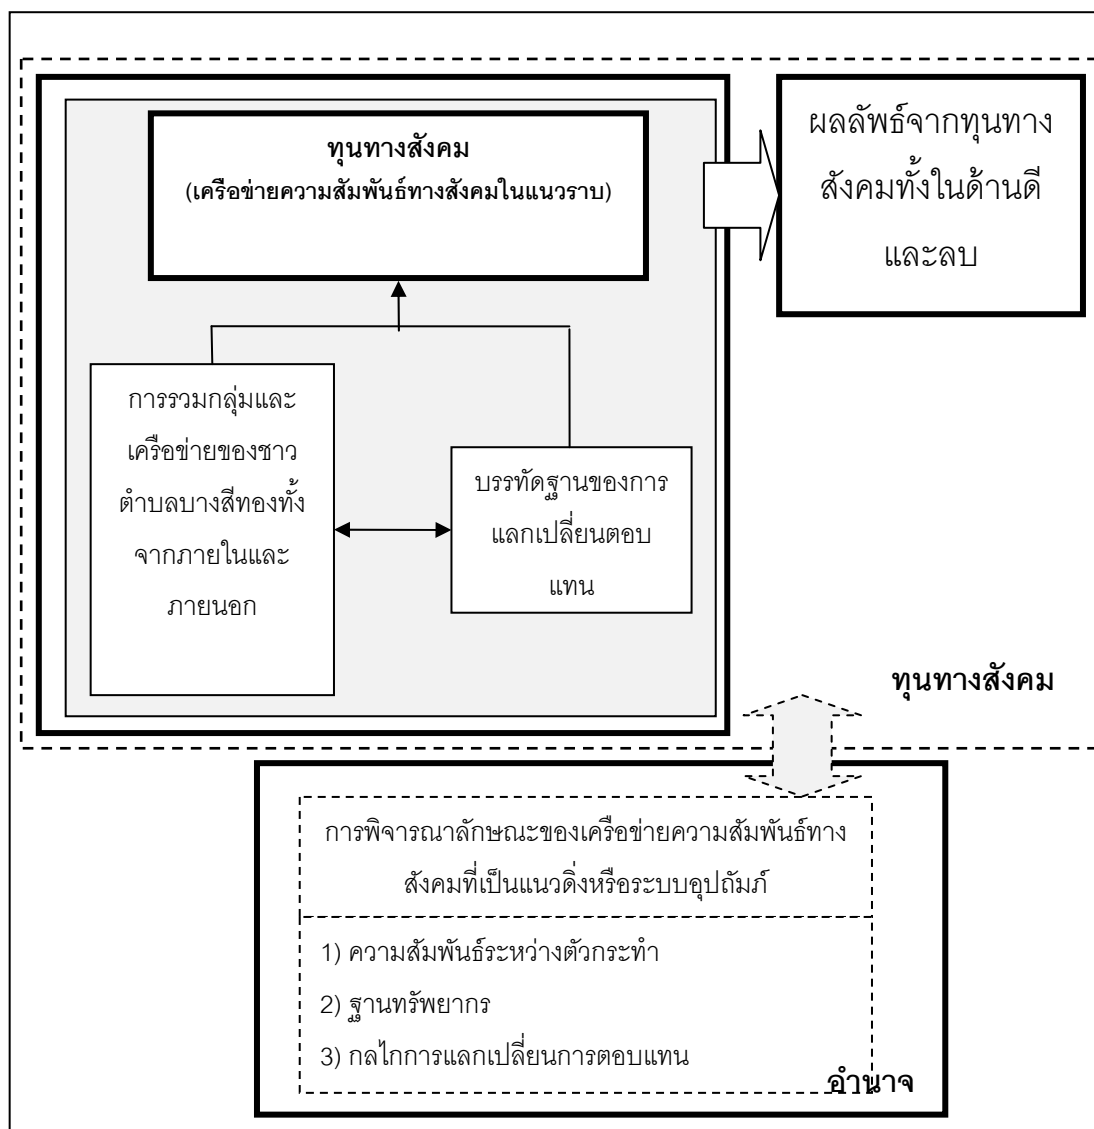 ทุนทางสังคม
(เครือข่ายความสัมพันธ์ทางสังคมในแนวราบ)
ผลลัพธ์จากทุนทาง
สังคมทั้งในด้านดี
และลบ
การรวมกลุ่มและ
เครือข่ายของชาว
ตำบลบางสีทองทั้ง
จากภายในและ
ภายนอก
บรรทัดฐานของการ
แลกเปลี่ยนตอบ
แทน
ทุนทางสังคม
การพิจารณาลักษณะของเครือข่ายความสัมพันธ์ทาง
สังคมที่เป็นแนวดิ่งหรือระบบอุปถัมภ์
1) ความสัมพันธ์ระหว่างตัวกระทำ
2) ฐานทรัพยากร
3) กลไกการแลกเปลี่ยนการตอบแทน
อำนาจ